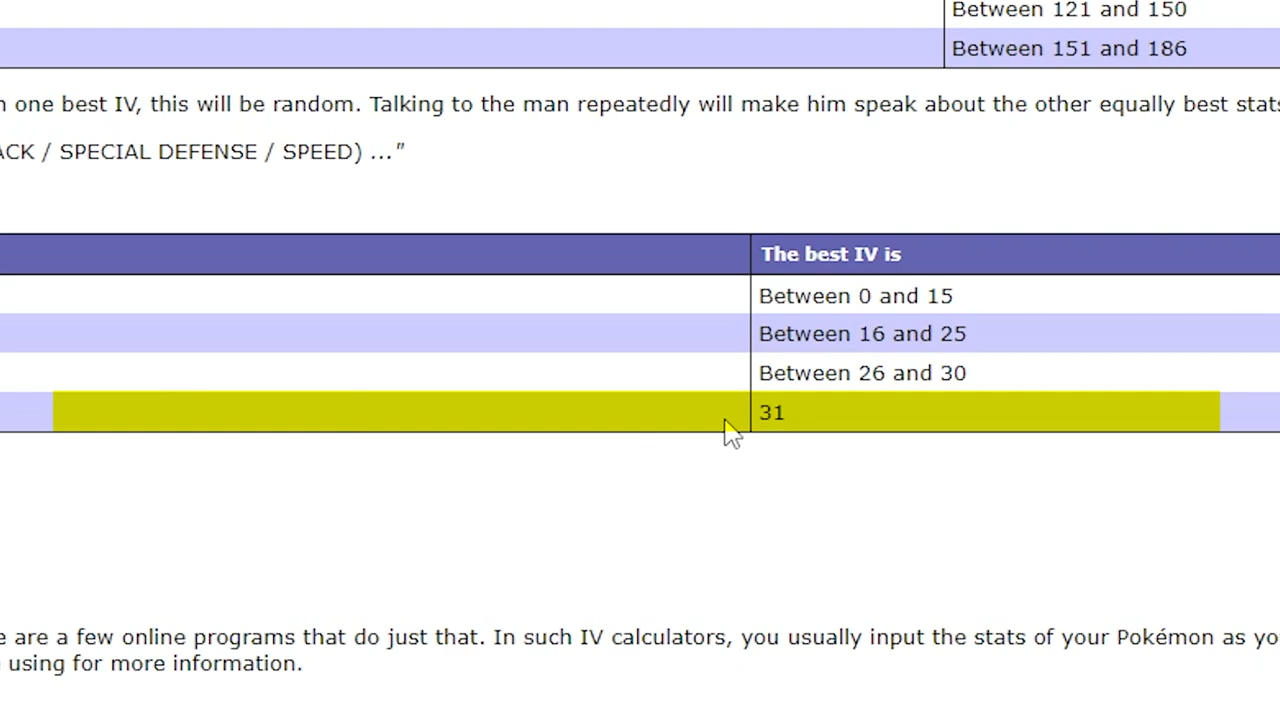 Between 121 and 150
Between 151 and 186
one best IV, this will be random. Talking to the man repeatedly will make him speak about the other equally best stats
ACK / SPECIAL DEFENSE / SPEED) ..."
The best IV is
Between 0 and 15
Between 16 and 25
Between 26 and 30
31
e are a few online programs that do just that. In such IV calculators, you usually input the stats of your Pokémon as yo
using for more information.